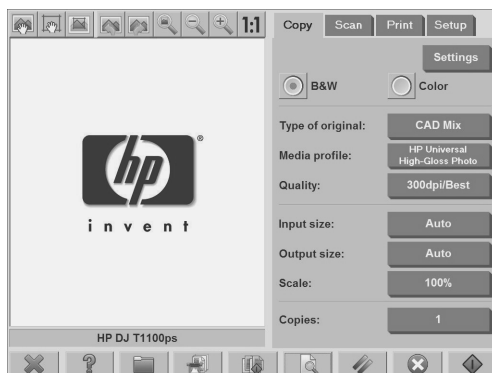 1:1
Copy Scan Print Setup
Settings
B&W Color
Type of original: CAD Mix
Media profile: HP Universal
High-Gloss Photo
Quality: 300dpi/Best
Input size: Auto
Output size: Auto
Scale: 100%
Copies: 1
hp
®
invent
HP DJ T1100ps
?